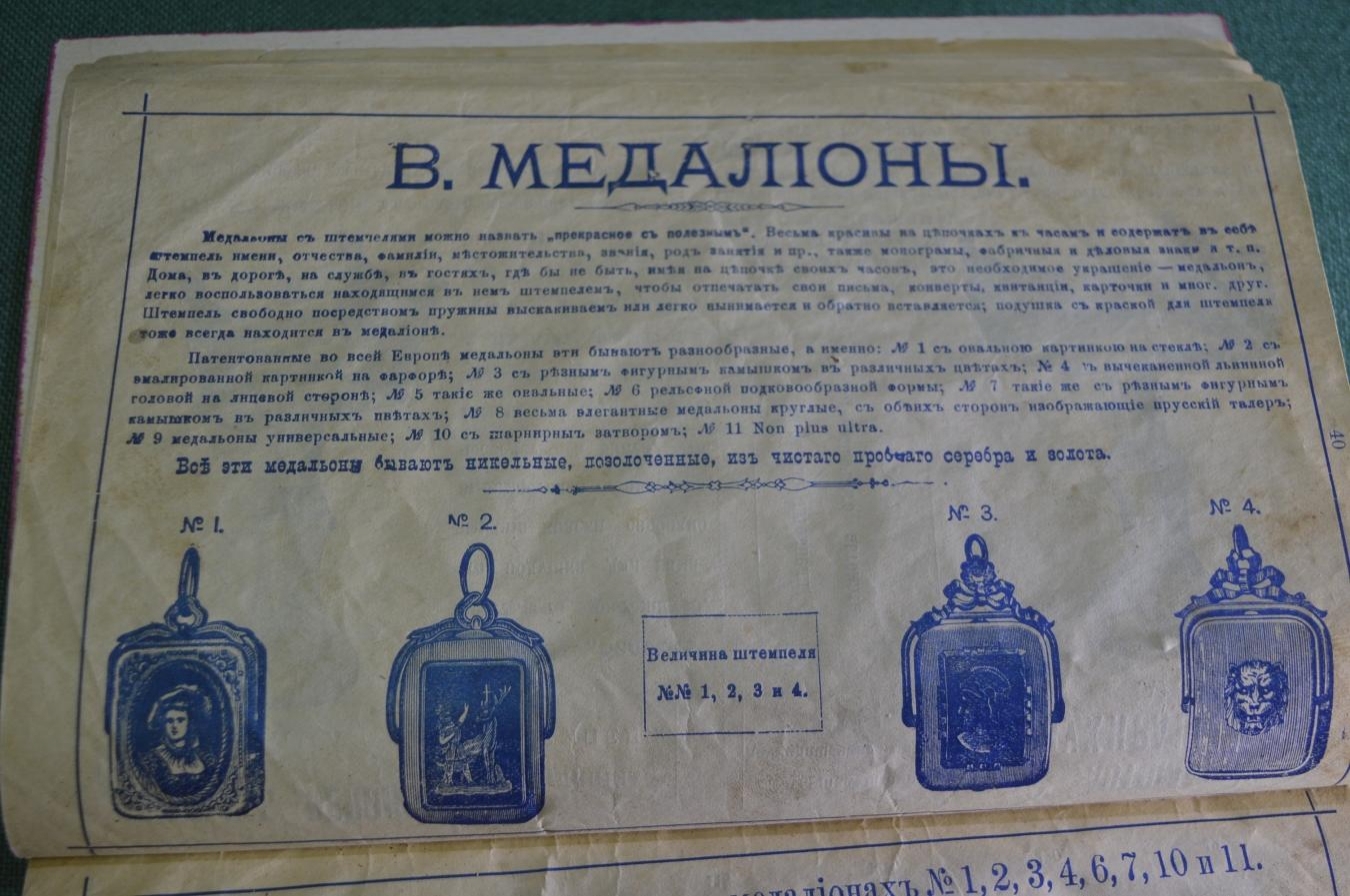 В. МЕДАЛІОНЫ.
Медальоны съ штемпелями можно назвать „прекрасное съ полезнымъ“. Весьма красивы на цѣпочкахъ къ часамъ и содержатъ въ себѣ
штемпель имени, отчества, фамиліи, мѣстожительства, званія, родъ занятія и пр., также монограмы, фабричныя и дѣловыя знаки и т. п.
Дома, въ дорогѣ, на службѣ, въ гостяхъ, гдѣ бы не быть, имѣя на цѣпочкѣ своихъ часовъ, это необходимое украшеніе — медальонъ,
легко воспользоваться находящимся въ немъ штемпелемъ, чтобы отпечатать свои письма, конверты, квитанціи, карточки и мног. друг.
Штемпель свободно посредствомъ пружины выскакиваемъ или легко вынимается и обратно вставляется; подушка съ краской для штемпеля
тоже всегда находится въ медаліонѣ.
Патентованные во всей Европѣ медальоны эти бываютъ разнообразные, а именно: № 1 съ овальною картинкою на стеклѣ; № 2 съ
эмалированной картинкой на фарфорѣ; № 3 съ рѣзнымъ фигурнымъ камышкомъ въ различныхъ цвѣтахъ; № 4 съ вычеканенной львиной
головой на лицевой сторонѣ; № 5 такіе же овальные; № 6 рельефной подковообразной формы; № 7 такіе же съ рѣзнымъ фигурнымъ
камышкомъ въ различныхъ цвѣтахъ; № 8 весьма элегантные медальоны круглые, съ обѣихъ сторонъ изображающіе прусскій талеръ;
№ 9 медальоны универсальные; № 10 съ шарнирнымъ затворомъ; № 11 Non plus ultra.
Всѣ эти медальоны бываютъ никельные, позолоченные, изъ чистаго пробнаго серебра и золота.
40
№ 1.
№ 2.
№ 3.
№ 4.
Величина штемпеля
№№ 1, 2, 3 и 4.
медаліонахъ № 1, 2, 3, 4, 6, 7, 10 и 11.